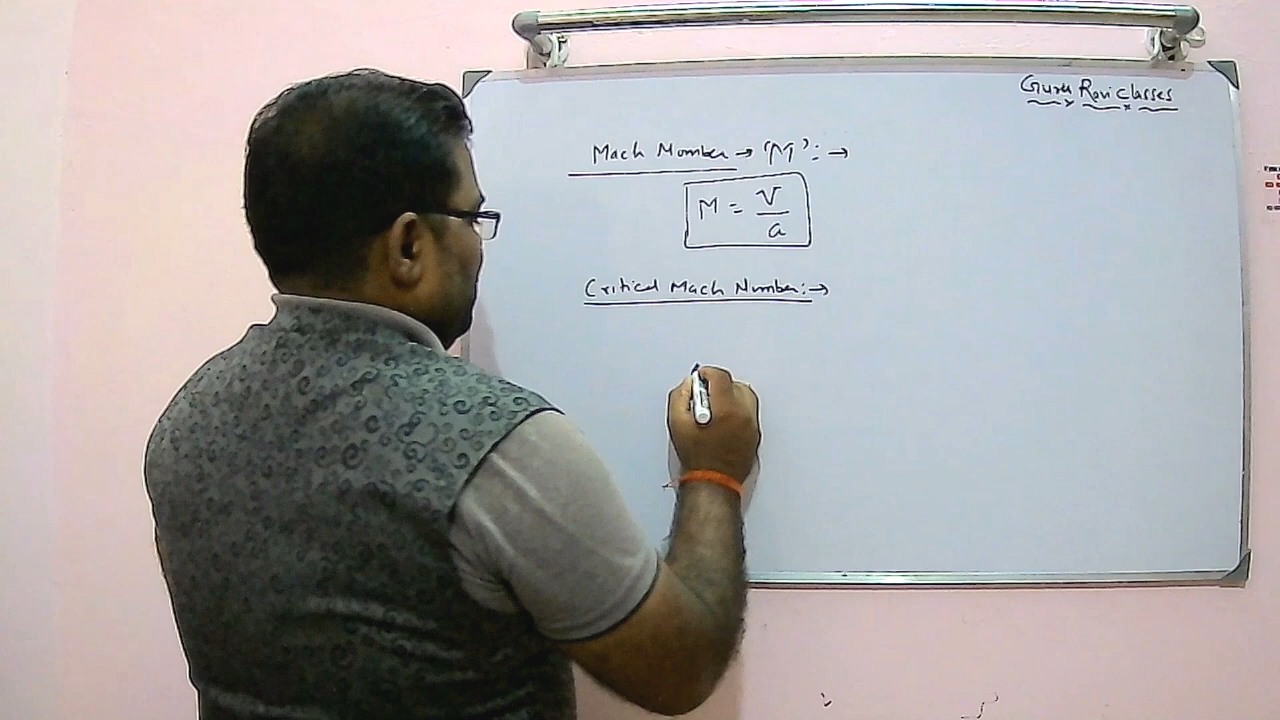 Guru Ravi classes
Mach Number → 'M' : →
M = V / a
Critical Mach Number : →